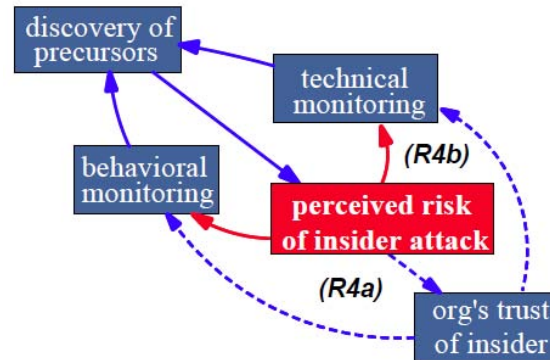 discovery of
precursors
technical
monitoring
(R4b)
behavioral
monitoring
perceived risk
of insider attack
(R4a)
org's trust
of insider